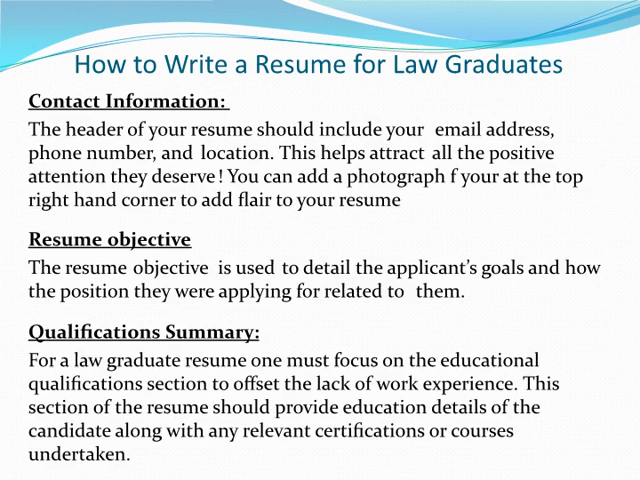 How to Write a Resume for Law Graduates
Contact Information:
The header of your resume should include your email address,
phone number, and location. This helps attract all the positive
attention they deserve! You can add a photograph f your at the top
right hand corner to add flair to your resume
Resume objective
The resume objective is used to detail the applicant's goals and how
the position they were applying for related to them.
Qualifications Summary:
For a law graduate resume one must focus on the educational
qualifications section to offset the lack of work experience. This
section of the resume should provide education details of the
candidate along with any relevant certifications or courses
undertaken.